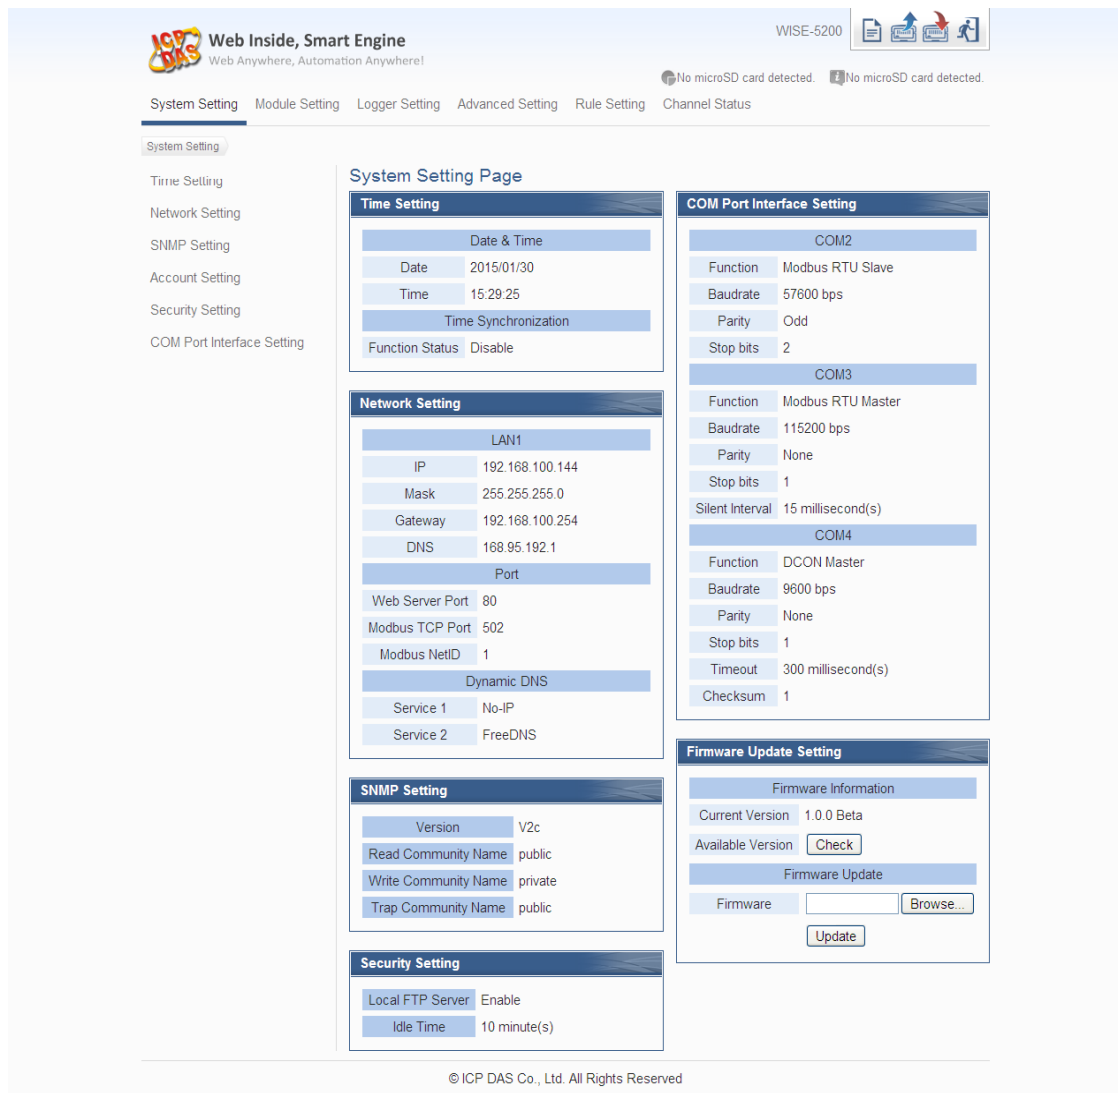 ICP DAS
Web Inside, Smart Engine
Web Anywhere, Automation Anywhere!
WISE-5200
No microSD card detected. No microSD card detected.
System Setting Module Setting Logger Setting Advanced Setting Rule Setting Channel Status
System Setting
Time Setting
Network Setting
SNMP Setting
Account Setting
Security Setting
COM Port Interface Setting
System Setting Page
Time Setting
Date & Time
Date 2015/01/30
Time 15:29:25
Time Synchronization
Function Status Disable
Network Setting
LAN1
IP 192.168.100.144
Mask 255.255.255.0
Gateway 192.168.100.254
DNS 168.95.192.1
Port
Web Server Port 80
Modbus TCP Port 502
Modbus NetID 1
Dynamic DNS
Service 1 No-IP
Service 2 FreeDNS
SNMP Setting
Version V2c
Read Community Name public
Write Community Name private
Trap Community Name public
Security Setting
Local FTP Server Enable
Idle Time 10 minute(s)
COM Port Interface Setting
COM2
Function Modbus RTU Slave
Baudrate 57600 bps
Parity Odd
Stop bits 2
COM3
Function Modbus RTU Master
Baudrate 115200 bps
Parity None
Stop bits 1
Silent Interval 15 millisecond(s)
COM4
Function DCON Master
Baudrate 9600 bps
Parity None
Stop bits 1
Timeout 300 millisecond(s)
Checksum 1
Firmware Update Setting
Firmware Information
Current Version 1.0.0 Beta
Available Version Check
Firmware Update
Firmware Browse...
Update
© ICP DAS Co., Ltd. All Rights Reserved